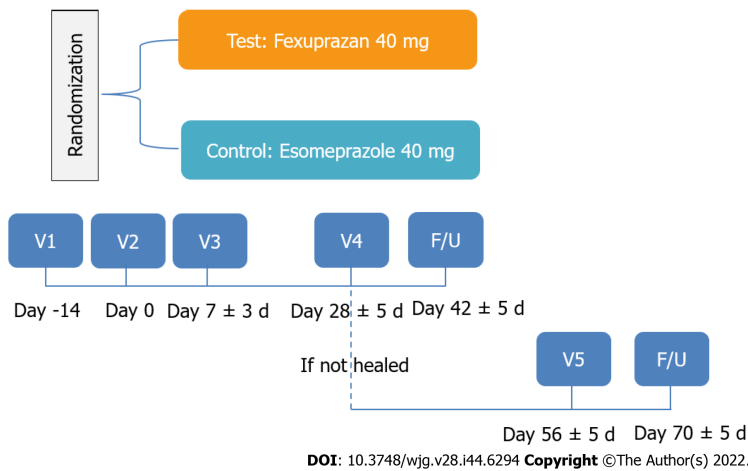 Randomization
Test: Fexuprazan 40 mg
Control: Esomeprazole 40 mg
V1 V2 V3 V4 F/U
Day -14 Day 0 Day 7 ± 3 d Day 28 ± 5 d Day 42 ± 5 d
If not healed
V5 F/U
Day 56 ± 5 d Day 70 ± 5 d
DOI: 10.3748/wjg.v28.i44.6294 Copyright ©The Author(s) 2022.